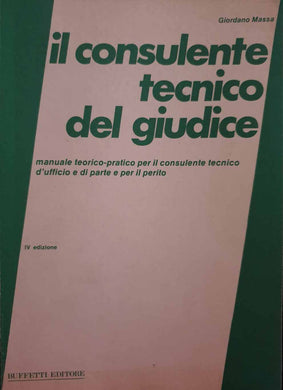 Giordano Massa
il consulente
tecnico
del giudice
manuale teorico-pratico per il consulente tecnico
d'ufficio e di parte e per il perito
IV edizione
BUFFETTI EDITORE